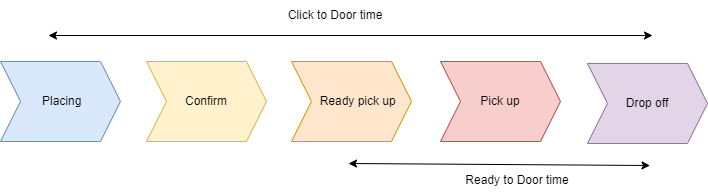 Click to Door time
Placing
Confirm
Ready pick up
Pick up
Drop off
Ready to Door time